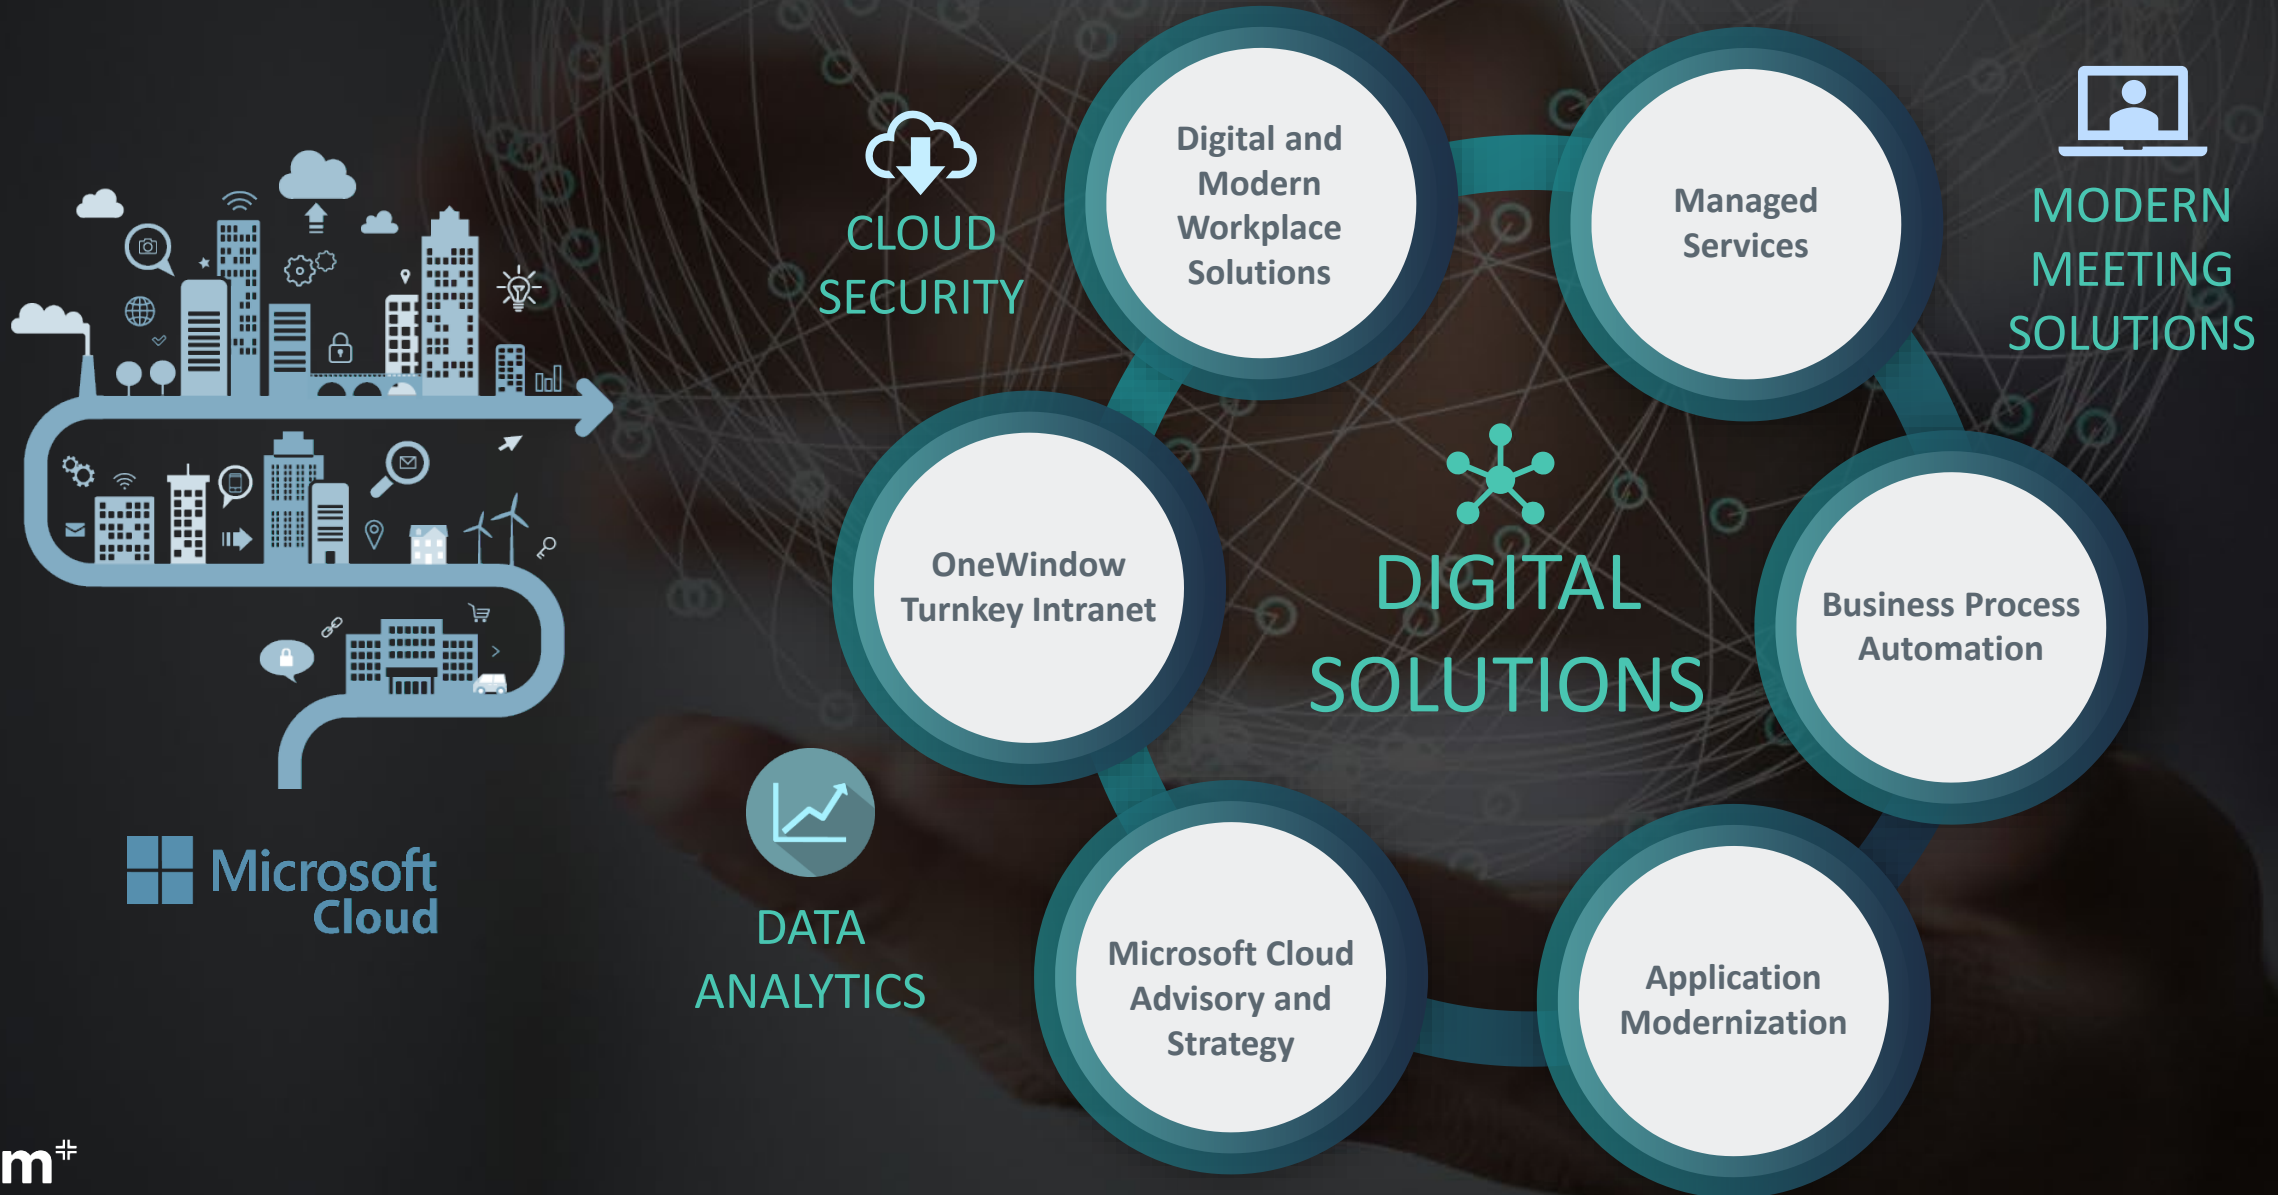 CLOUD
SECURITY
Digital and
Modern
Workplace
Solutions
Managed
Services
MODERN
MEETING
SOLUTIONS
OneWindow
Turnkey Intranet
DIGITAL
SOLUTIONS
Business Process
Automation
Microsoft
Cloud
DATA
ANALYTICS
Microsoft Cloud
Advisory and
Strategy
Application
Modernization
m